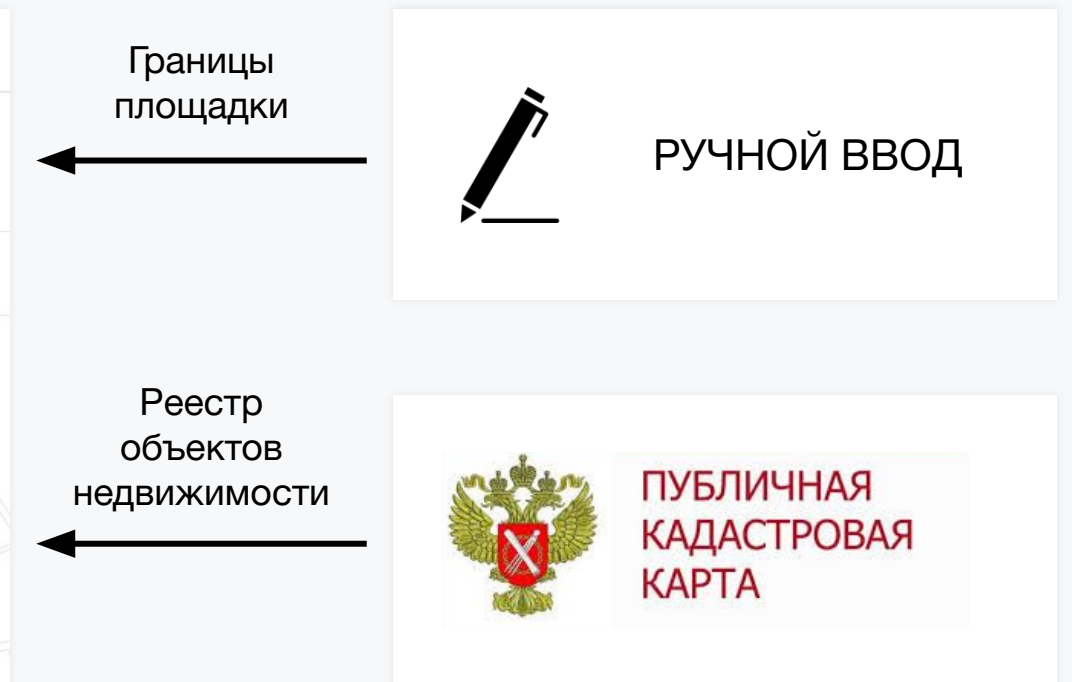 Границы
площадки
РУЧНОЙ ВВОД
Реестр
объектов
недвижимости
ПУБЛИЧНАЯ
КАДАСТРОВАЯ
КАРТА